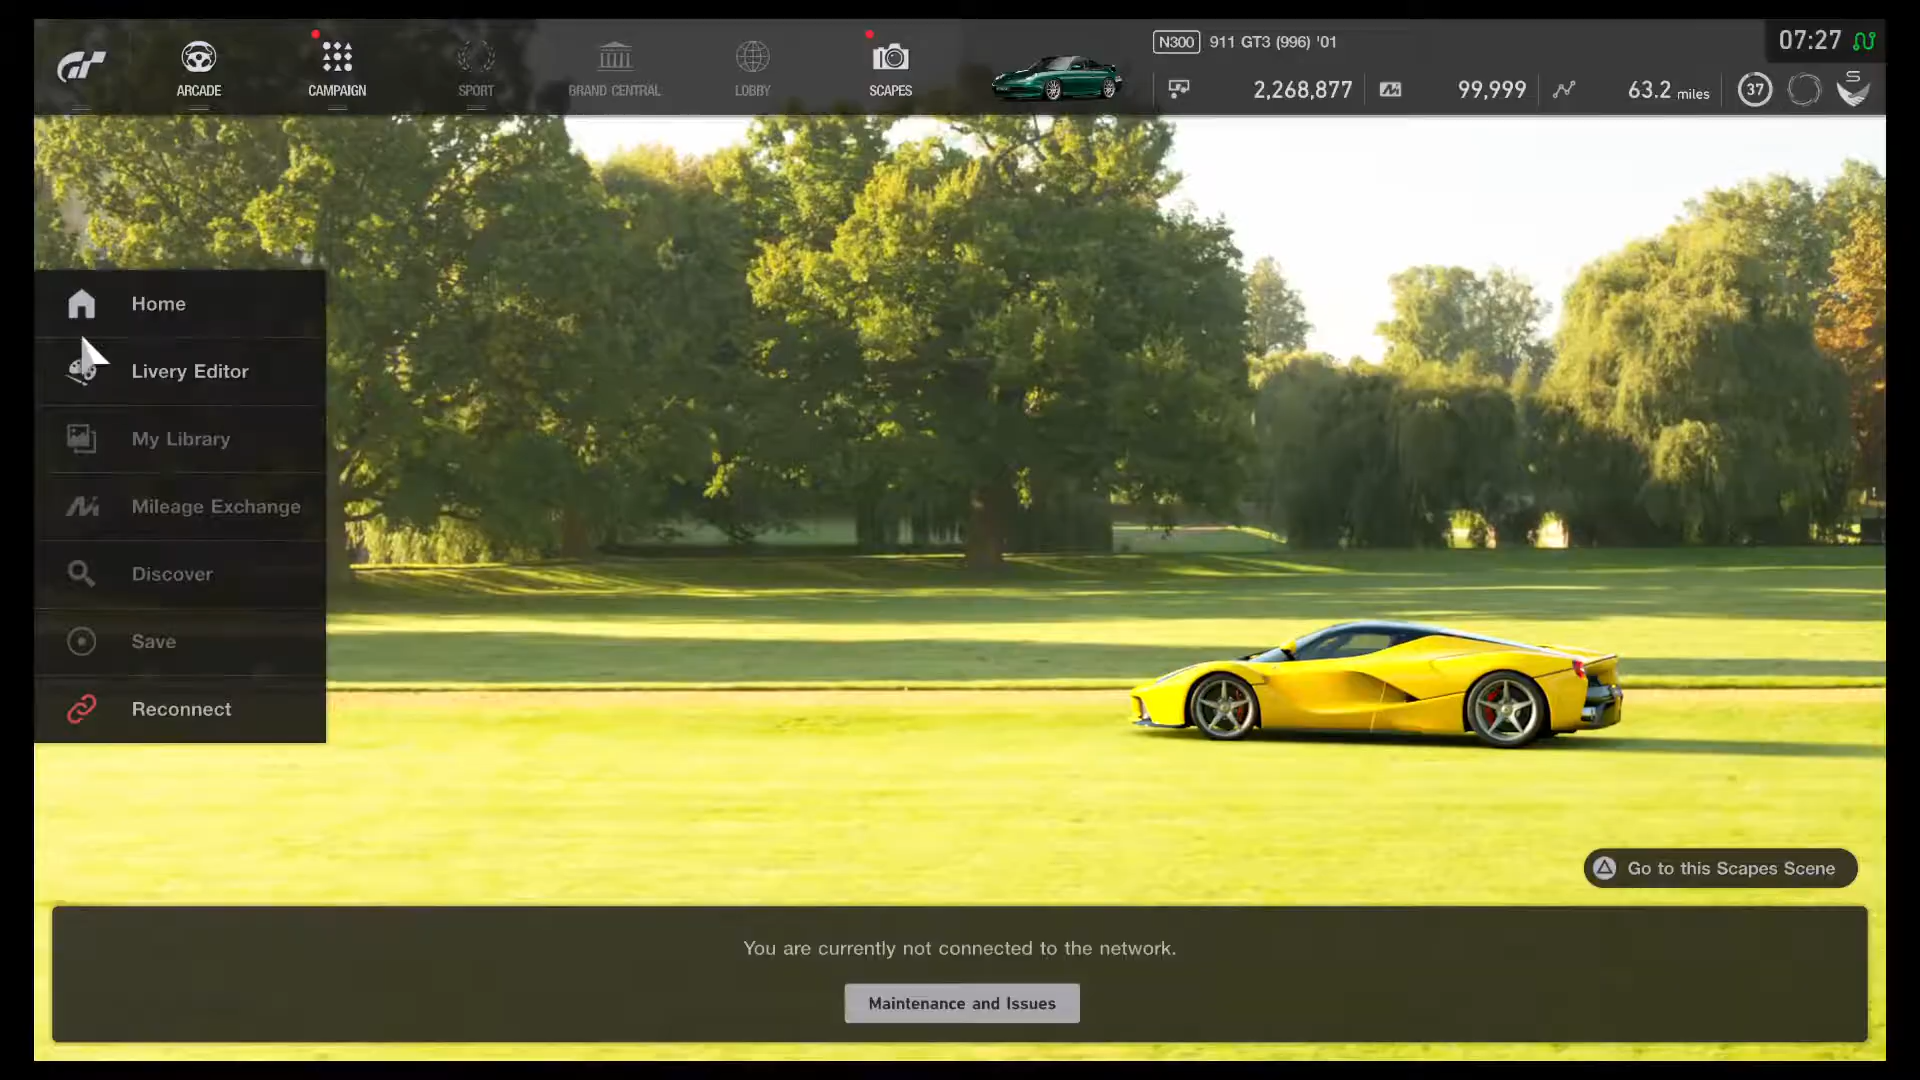 GT
ARCADE
CAMPAIGN
SPORT
BRAND CENTRAL
LOBBY
SCAPES
N300 911 GT3 (996) '01
07:27
2,268,877
99,999
63.2 miles
37
S
Home
Livery Editor
My Library
Mileage Exchange
Discover
Save
Reconnect
Go to this Scapes Scene
You are currently not connected to the network.
Maintenance and Issues